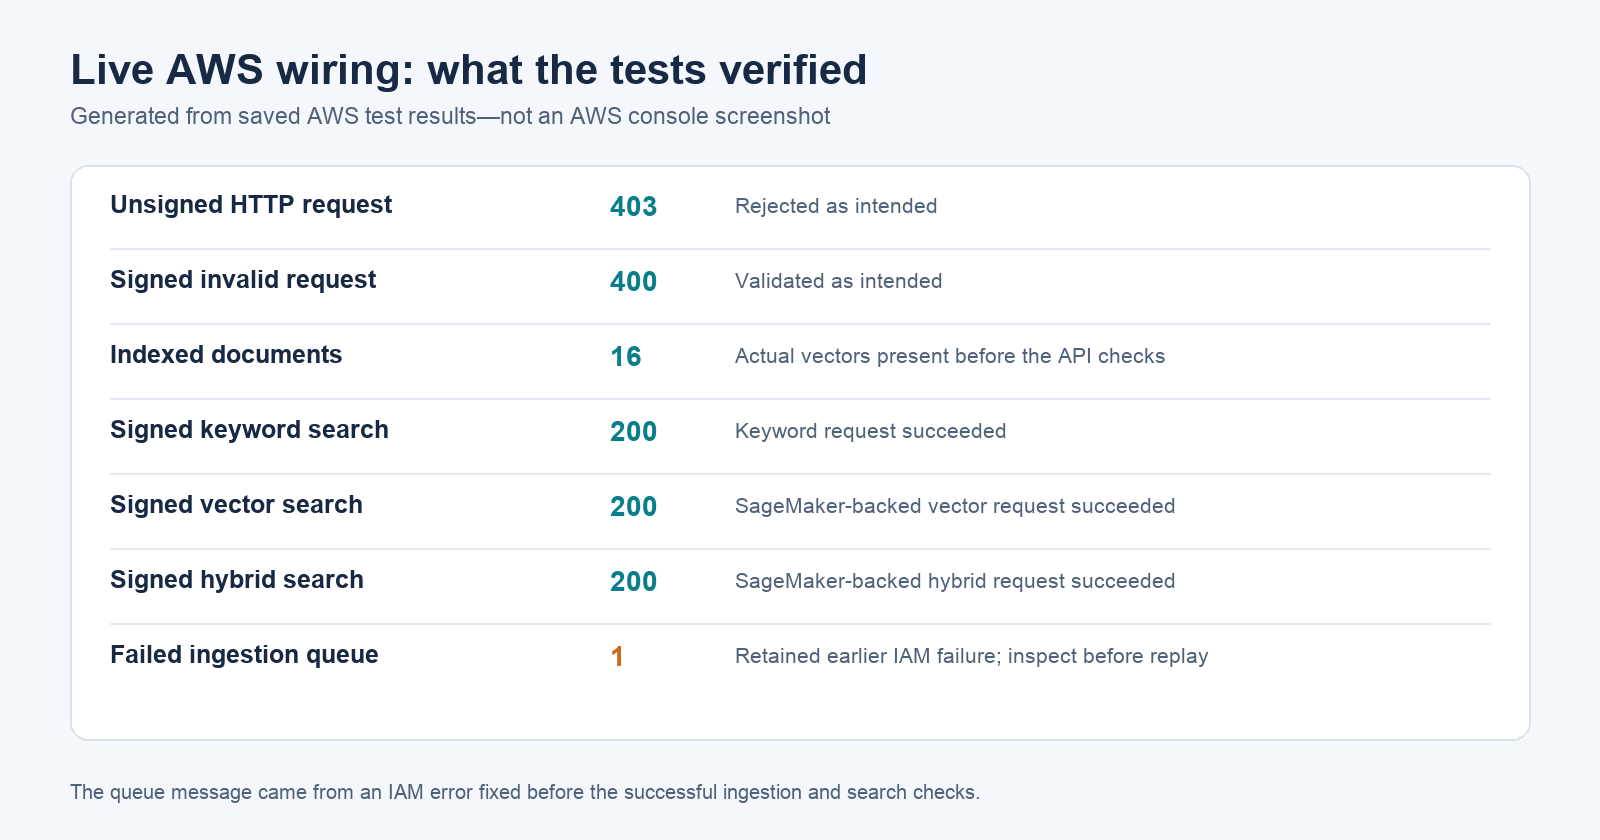 Live AWS wiring: what the tests verified
Generated from saved AWS test results—not an AWS console screenshot
Unsigned HTTP request 403 Rejected as intended
Signed invalid request 400 Validated as intended
Indexed documents 16 Actual vectors present before the API checks
Signed keyword search 200 Keyword request succeeded
Signed vector search 200 SageMaker-backed vector request succeeded
Signed hybrid search 200 SageMaker-backed hybrid request succeeded
Failed ingestion queue 1 Retained earlier IAM failure; inspect before replay
The queue message came from an IAM error fixed before the successful ingestion and search checks.